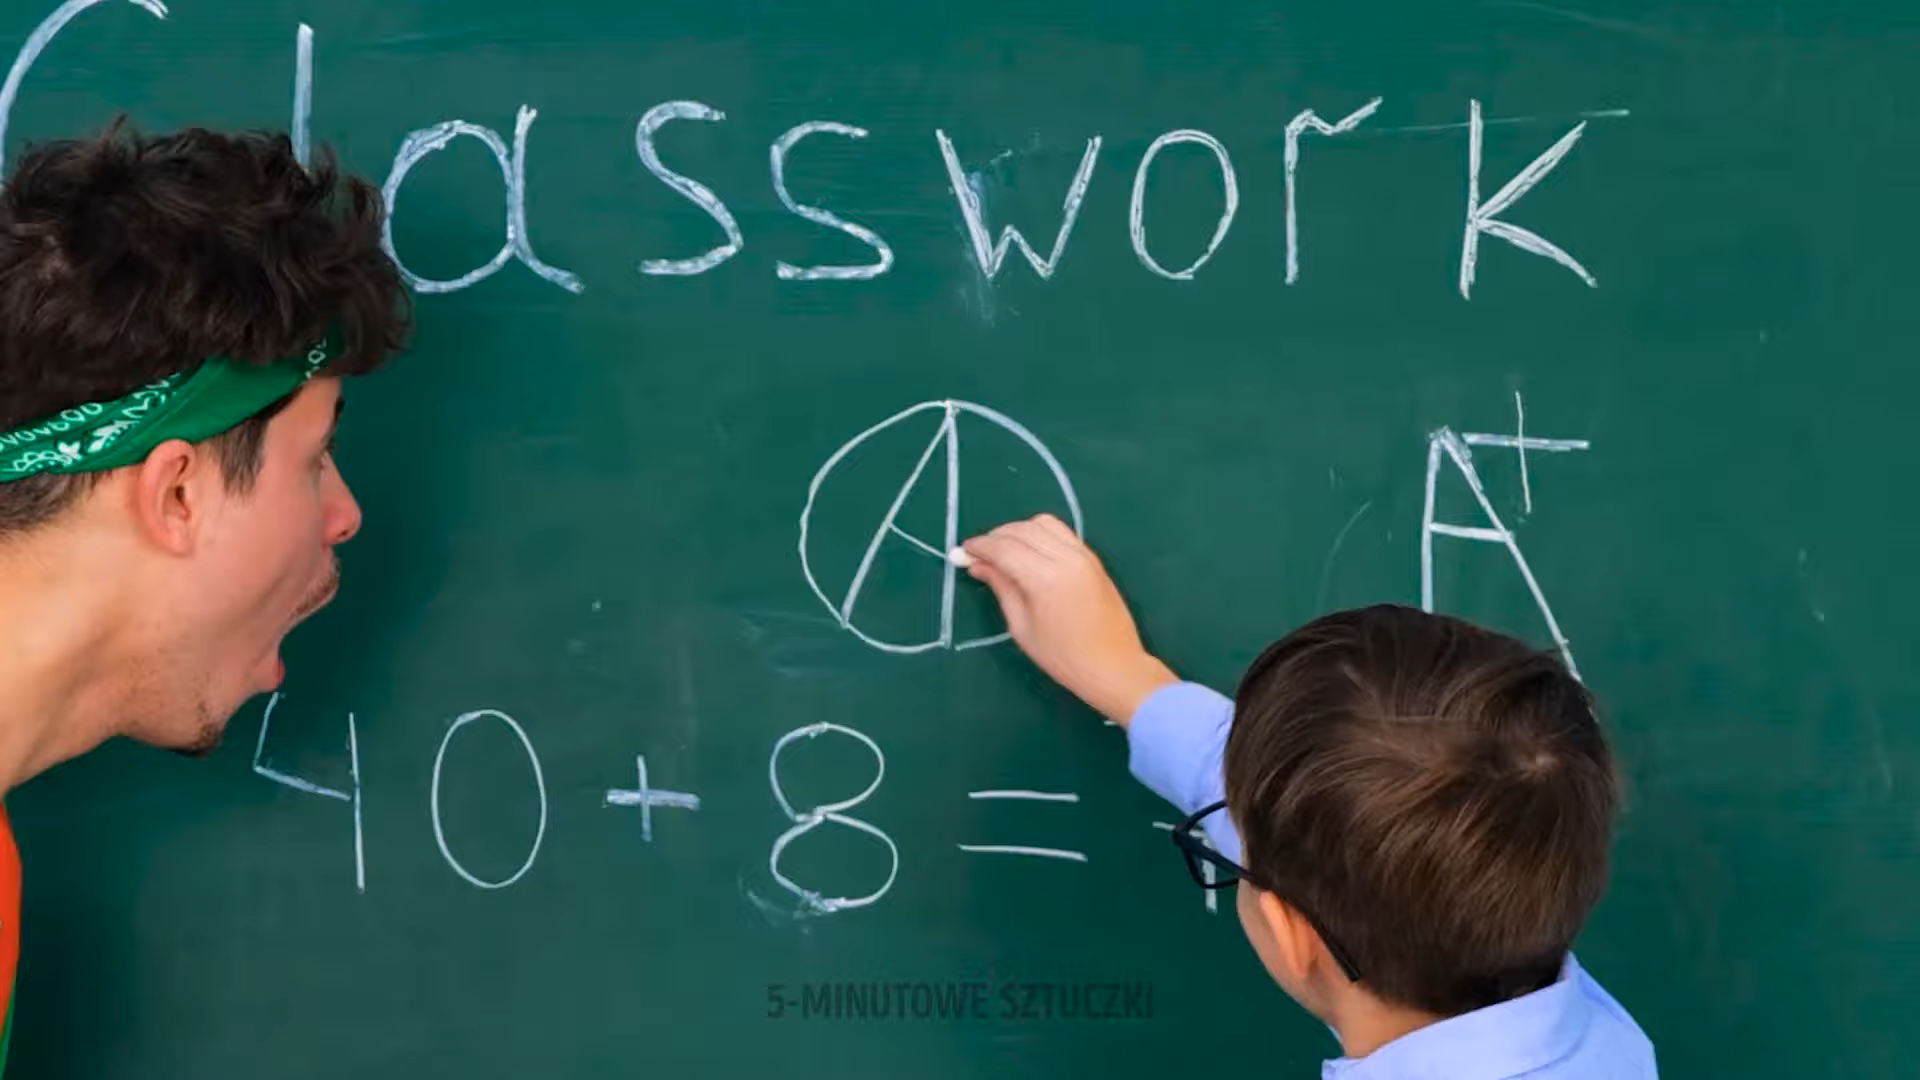 Classwork
A
A+
40 + 8 =
5-MINUTOWE SZTUCZKI